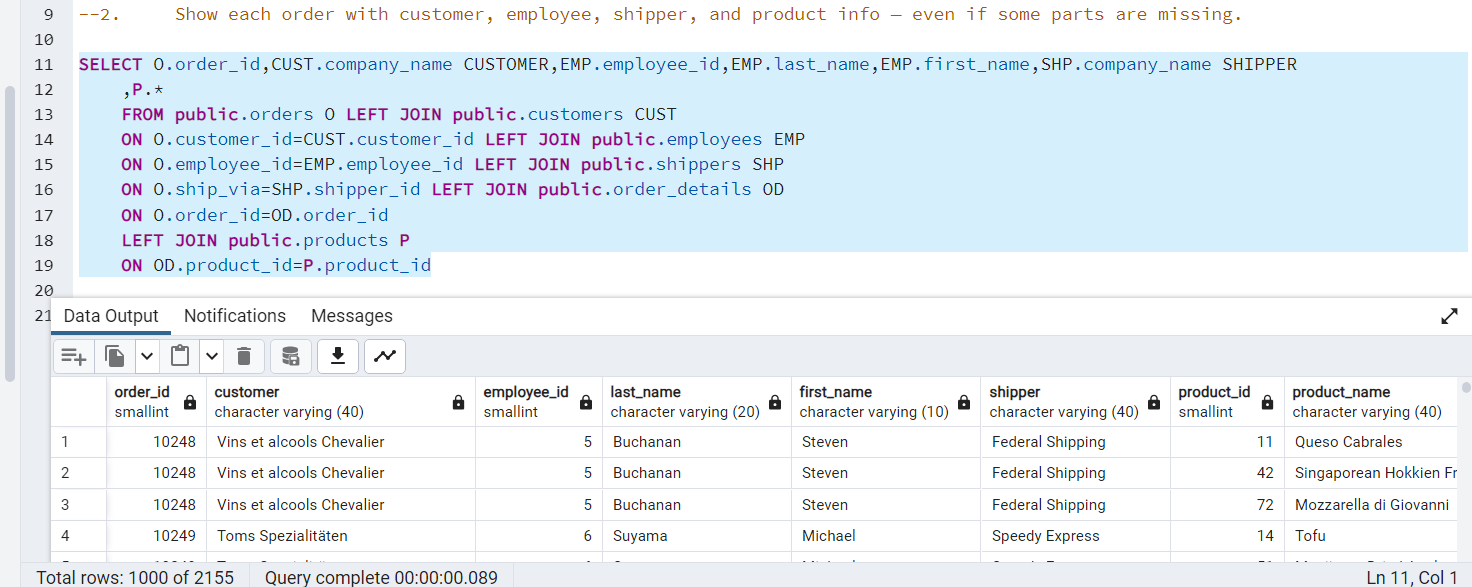 9 --2. Show each order with customer, employee, shipper, and product info – even if some parts are missing.
10
11 SELECT O.order_id,CUST.company_name CUSTOMER,EMP.employee_id,EMP.last_name,EMP.first_name,SHP.company_name SHIPPER
12 ,P.*
13 FROM public.orders O LEFT JOIN public.customers CUST
14 ON O.customer_id=CUST.customer_id LEFT JOIN public.employees EMP
15 ON O.employee_id=EMP.employee_id LEFT JOIN public.shippers SHP
16 ON O.ship_via=SHP.shipper_id LEFT JOIN public.order_details OD
17 ON O.order_id=OD.order_id
18 LEFT JOIN public.products P
19 ON OD.product_id=P.product_id
20
21
Data Output Notifications Messages
order_id customer employee_id last_name first_name shipper product_id product_name
smallint character varying (40) smallint character varying (20) character varying (10) character varying (40) smallint character varying (40)
1 10248 Vins et alcools Chevalier 5 Buchanan Steven Federal Shipping 11 Queso Cabrales
2 10248 Vins et alcools Chevalier 5 Buchanan Steven Federal Shipping 42 Singaporean Hokkien Fr
3 10248 Vins et alcools Chevalier 5 Buchanan Steven Federal Shipping 72 Mozzarella di Giovanni
4 10249 Toms Spezialitäten 6 Suyama Michael Speedy Express 14 Tofu
Total rows: 1000 of 2155 Query complete 00:00:00.089 Ln 11, Col 1